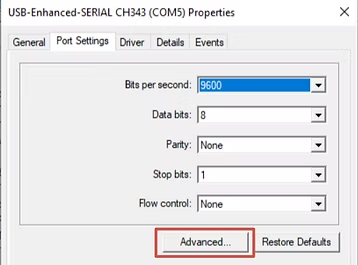 USB-Enhanced-SERIAL CH343 (COM5) Properties
General Port Settings Driver Details Events
Bits per second: 9600
Data bits: 8
Parity: None
Stop bits: 1
Flow control: None
Advanced... Restore Defaults